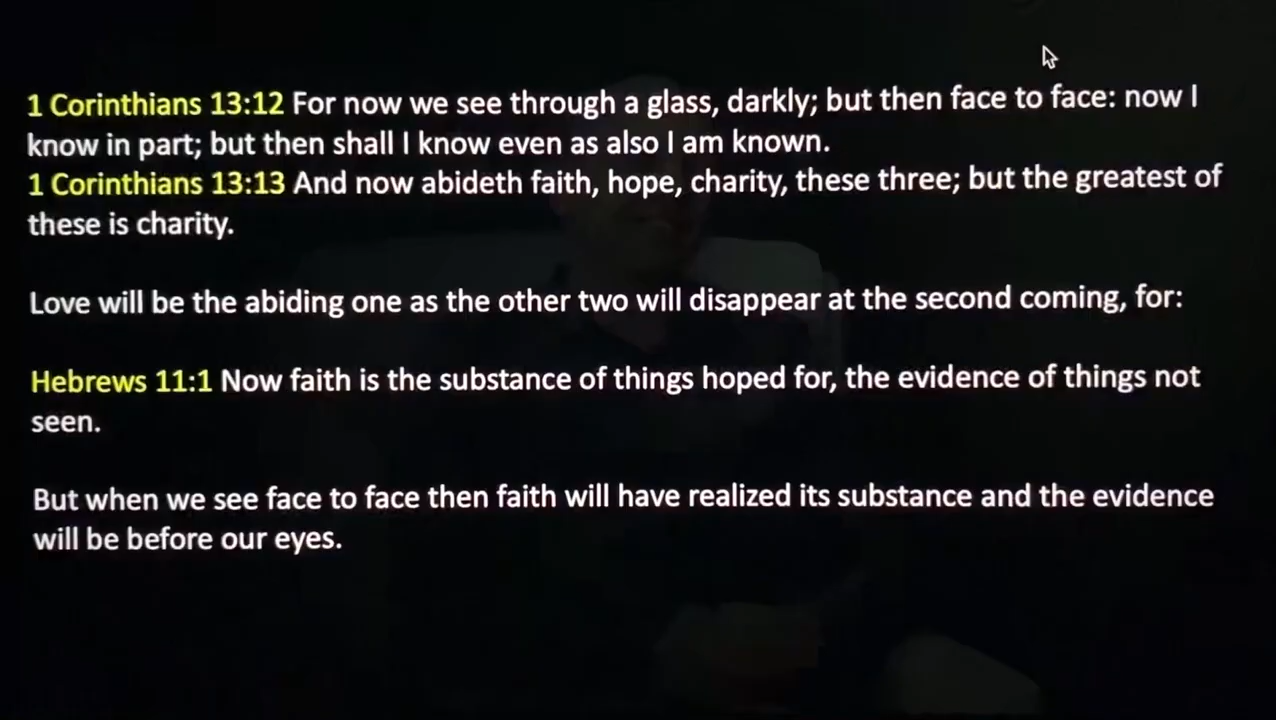 1 Corinthians 13:12 For now we see through a glass, darkly; but then face to face: now I
know in part; but then shall I know even as also I am known.
1 Corinthians 13:13 And now abideth faith, hope, charity, these three; but the greatest of
these is charity.
Love will be the abiding one as the other two will disappear at the second coming, for:
Hebrews 11:1 Now faith is the substance of things hoped for, the evidence of things not
seen.
But when we see face to face then faith will have realized its substance and the evidence
will be before our eyes.